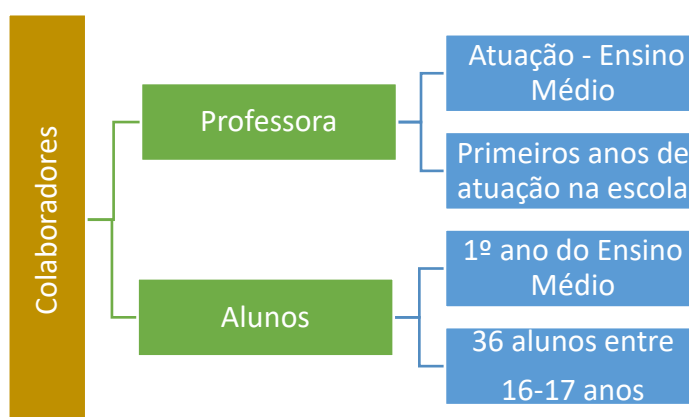 Colaboradores
Professora
Atuação - Ensino
Médio
Primeiros anos de
atuação na escola
Alunos
1º ano do Ensino
Médio
36 alunos entre
16-17 anos